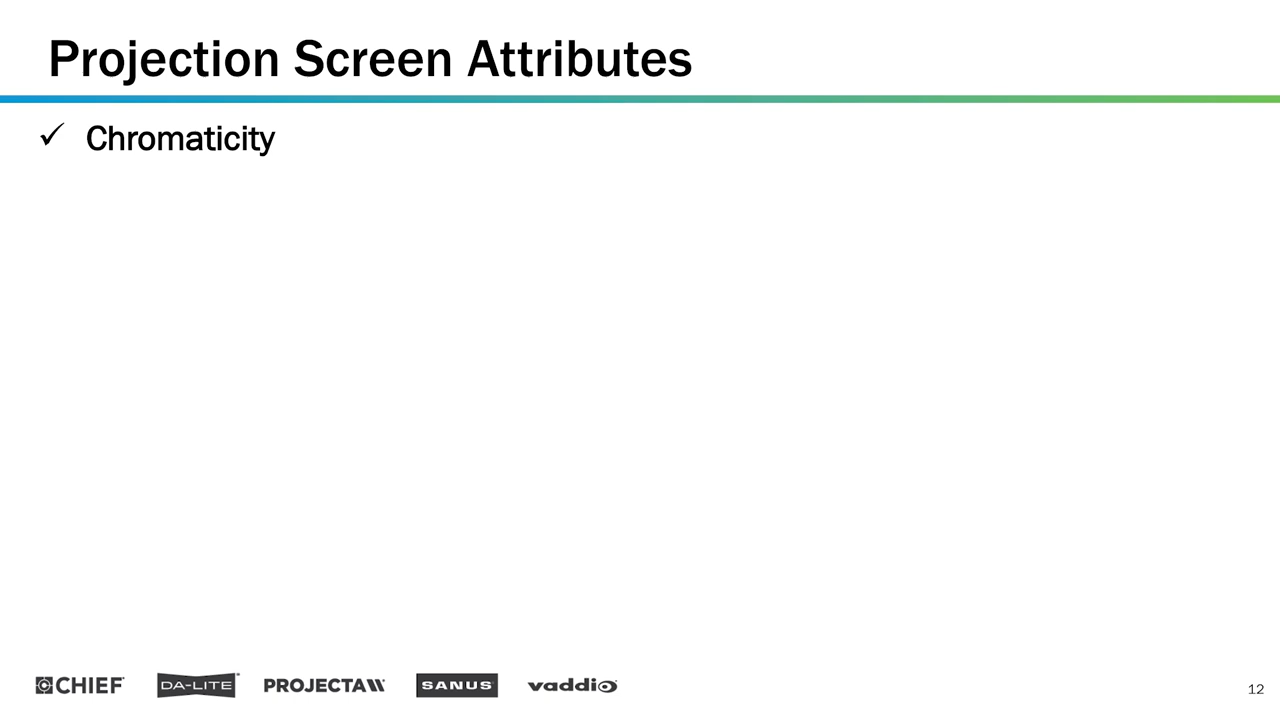 Projection Screen Attributes
✓ Chromaticity
CHIEF DA-LITE PROJECTA SANUS vaddio
12